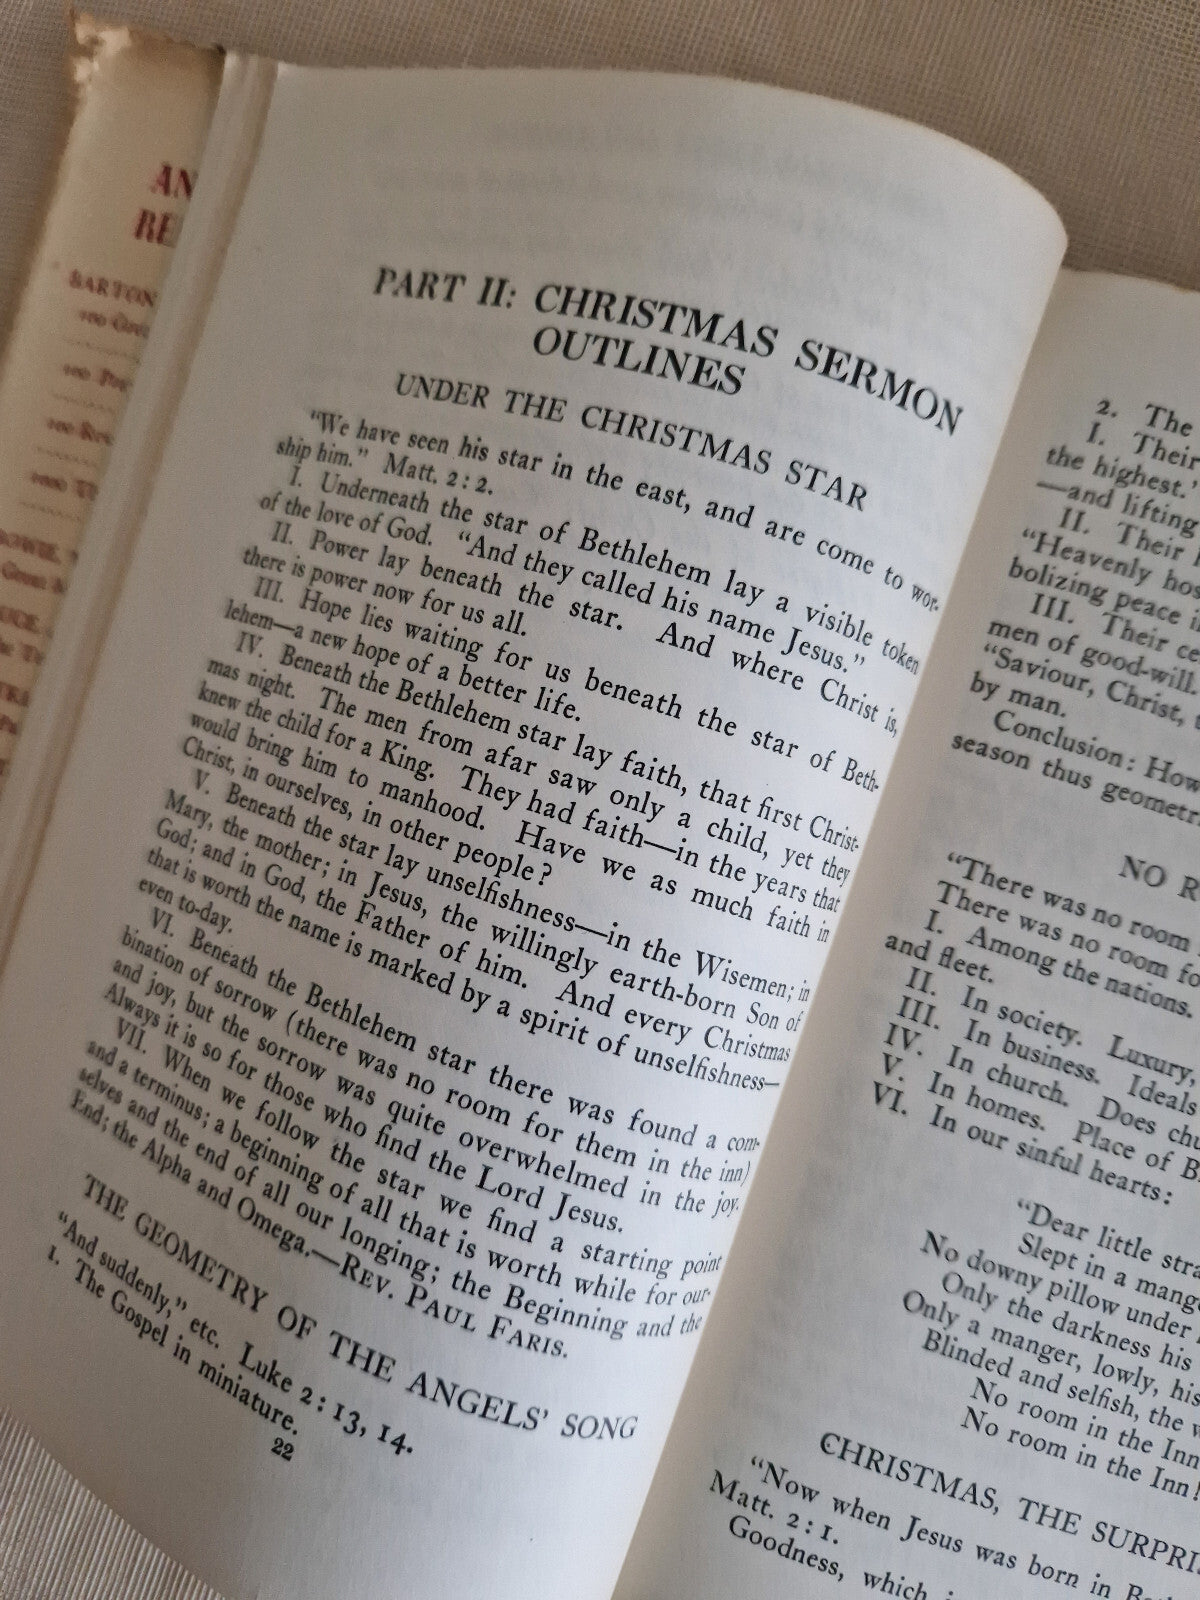 AN
RE
BARTON
100 Gre
100
100 Rev
1000 T
PART II: CHRISTMAS SERMON
OUTLINES
UNDER THE CHRISTMAS STAR
"We have seen his star in the east, and are come to wor-
ship him." Matt. 2:2.
I. Underneath the star of Bethlehem lay a visible token
of the love of God. "And they called his name Jesus."
II. Power lay beneath the star. And where Christ is,
there is power now for us all.
III. Hope lies waiting for us beneath the star of Beth-
lehem—a new hope of a better life.
IV. Beneath the Bethlehem star lay faith, that first Christ-
mas night. The men from afar saw only a child, yet they
knew the child for a King. They had faith—in the years that
would bring him to manhood. Have we as much faith in
Christ, in ourselves, in other people?
V. Beneath the star lay unselfishness—in the Wisemen; in
Mary, the mother; in Jesus, the willingly earth-born Son of
God; and in God, the Father of him. And every Christmas
that is worth the name is marked by a spirit of unselfishness—
even to-day.
VI. Beneath the Bethlehem star there was found a com-
bination of sorrow (there was no room for them in the inn)
and joy, but the sorrow was quite overwhelmed in the joy.
Always it is so for those who find the Lord Jesus.
VII. When we follow the star we find a starting point
and a terminus; a beginning of all that is worth while for our-
selves and the end of all our longing; the Beginning and the
End; the Alpha and Omega.—REV. PAUL FARIS.
THE GEOMETRY OF THE ANGELS' SONG
"And suddenly," etc. Luke 2:13, 14.
1. The Gospel in miniature.
22
2. The
I. Their
the highest.'
—and lifting
II. Their
"Heavenly hos
bolizing peace i
III. Their ce
men of good-will.
"Saviour, Christ,
by man.
Conclusion: How
season thus geometri
NO R
"There was no room
There was no room fo
I. Among the nations.
and fleet.
II. In society. Luxury,
III. In business. Ideals
IV. In church. Does chu
V. In homes. Place of B
VI. In our sinful hearts:
"Dear little stra
Slept in a mange
No downy pillow under
Only the darkness his
Only a manger, lowly, his
Blinded and selfish, the w
No room in the Inn
No room in the Inn!
CHRISTMAS, THE SURPRI
"Now when Jesus was born in Bet
Matt. 2:1.
Goodness, which